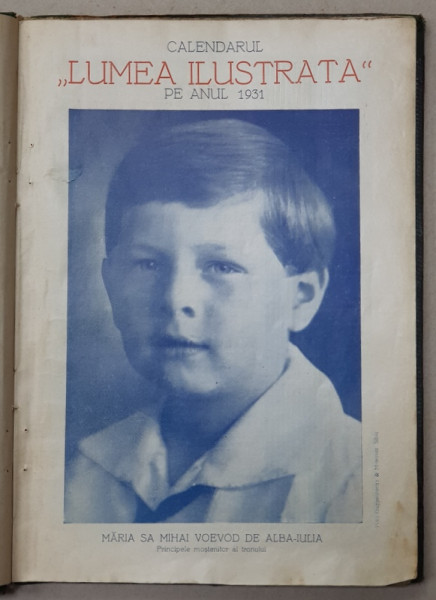 CALENDARUL
„LUMEA ILUSTRATA“
PE ANUL 1931
MĂRIA SA MIHAI VOEVOD DE ALBA-IULIA
Principele moștenitor al tronului